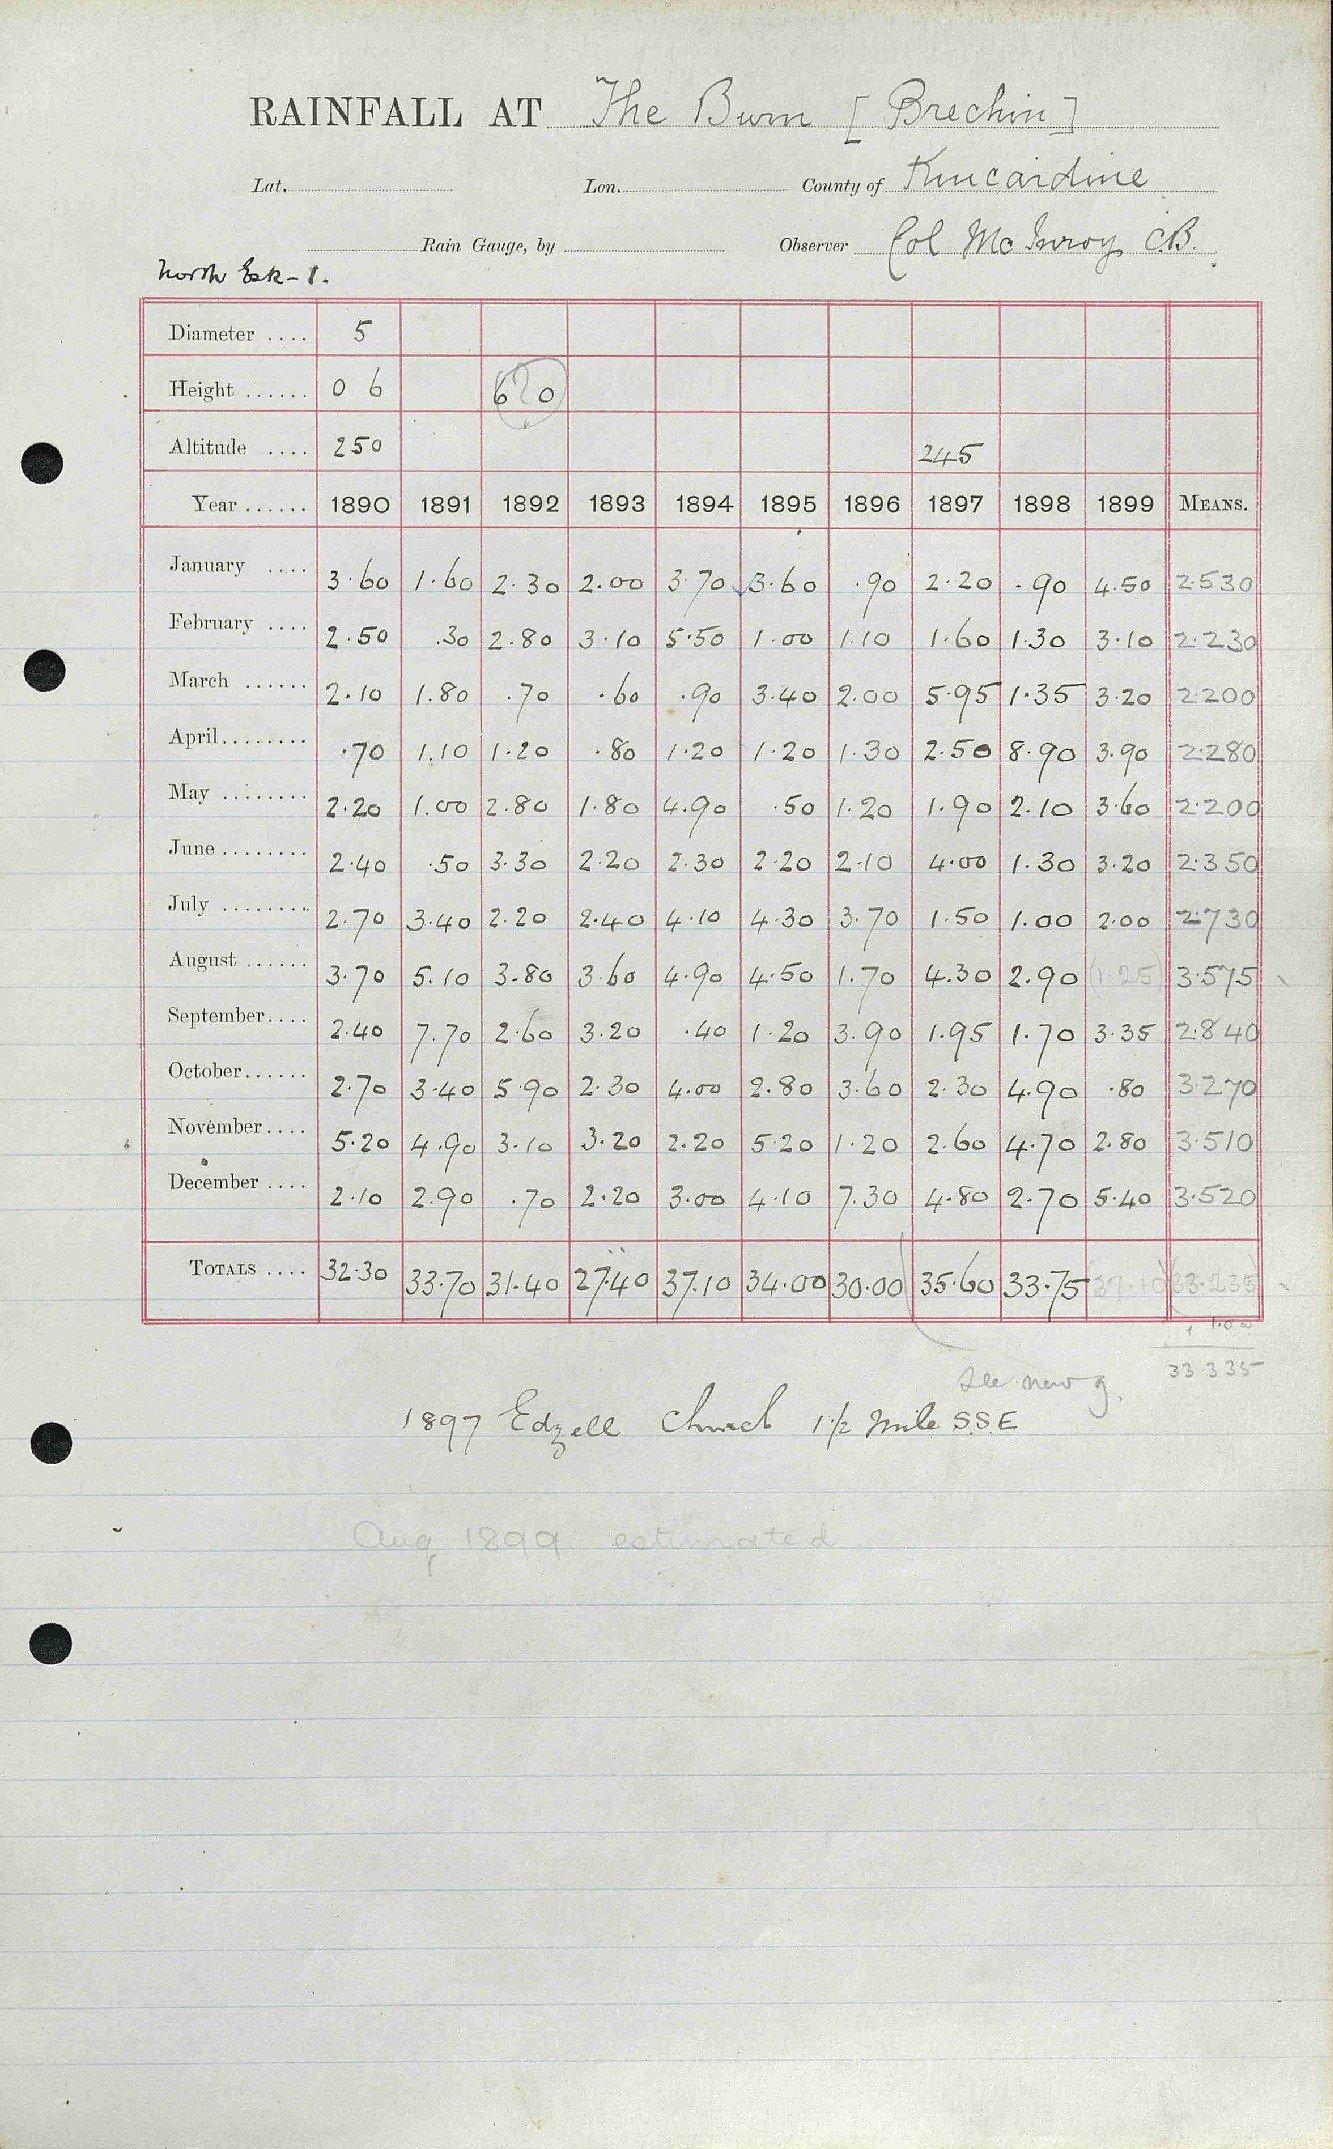 RAINFALL AT The Burn [Brechin]
Lat. Lon. County of Kincardine
Rain Gauge, by Observer Col McInroy C.B.
North Esk - 1.
Diameter .... 5
Height ...... 0 6 6 ? 0
Altitude .... 250 245
Year ...... 1890 1891 1892 1893 1894 1895 1896 1897 1898 1899 MEANS.
January .... 3.60 1.60 2.30 2.00 3.70 3.60 .90 2.20 .90 4.50 2.530
February .... 2.50 .30 2.80 3.10 5.50 1.00 1.10 1.60 1.30 3.10 2.230
March ...... 2.10 1.80 .70 .60 .90 3.40 2.00 5.95 1.35 3.20 2.200
April ........ .70 1.10 1.20 .80 1.20 1.20 1.30 2.50 8.90 3.90 2.280
May ........ 2.20 1.00 2.80 1.80 4.90 .50 1.20 1.90 2.10 3.60 2.200
June ........ 2.40 .50 3.30 2.20 2.30 2.20 2.10 4.00 1.30 3.20 2.350
July ........ 2.70 3.40 2.20 2.40 4.10 4.30 3.70 1.50 1.00 2.00 2.730
August ...... 3.70 5.10 3.80 3.60 4.90 4.50 1.70 4.30 2.90 (1.25) 3.575
September .... 2.40 7.70 2.60 3.20 .40 1.20 3.90 1.95 1.70 3.35 2.840
October ...... 2.70 3.40 5.90 2.30 4.00 2.80 3.60 2.30 4.90 .80 3.270
November .... 5.20 4.90 3.10 3.20 2.20 5.20 1.20 2.60 4.70 2.80 3.510
December .... 2.10 2.90 .70 2.20 3.00 4.10 7.30 4.80 2.70 5.40 3.520
TOTALS .... 32.30 33.70 31.40 27.40 37.10 34.00 30.00 35.60 33.75 (37.10) (33.235)
33.335
see new g.
1897 Edzell Church 1 1/2 mile S.S.E
Aug 1899 estimated